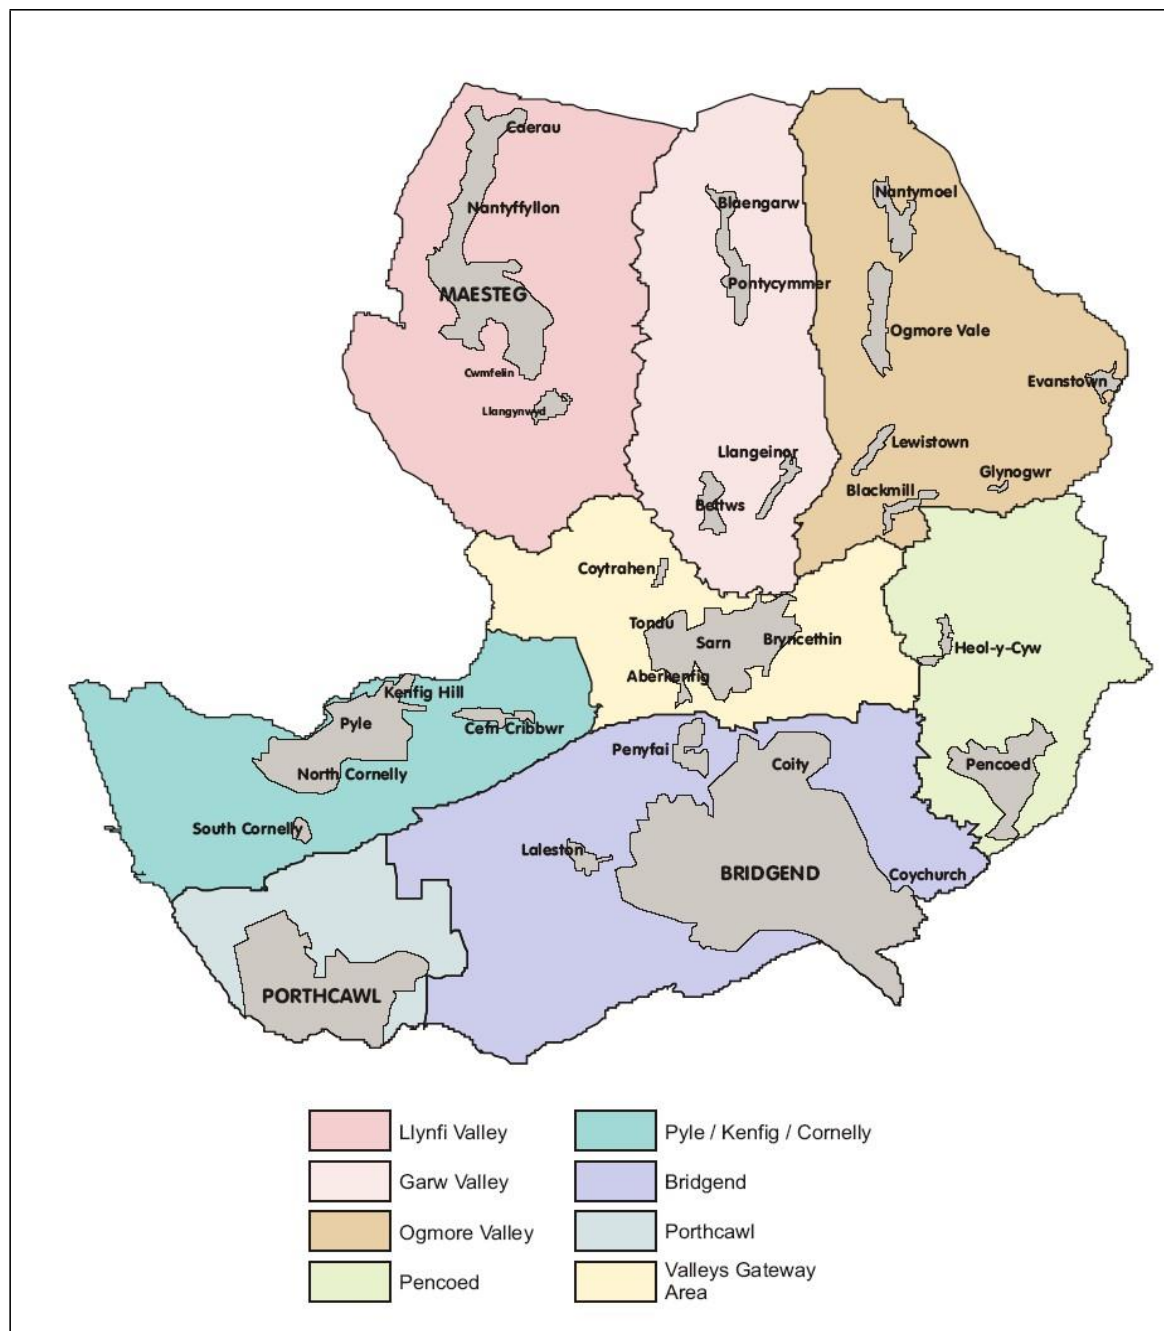 Caerau
Nantyffyllon
MAESTEG
Cwmfelin
Llangynwyd
Blaengarw
Pontycymmer
Llangeinor
Bettws
Nantymoel
Ogmore Vale
Evanstown
Lewistown
Glynogwr
Blackmill
Coytrahen
Tondu
Sarn
Bryncethin
Aberkenfig
Heol-y-Cyw
Pencoed
Kenfig Hill
Pyle
Cefn Cribbwr
North Cornelly
South Cornelly
Penyfai
Coity
Laleston
BRIDGEND
Coychurch
PORTHCAWL
Llynfi Valley
Garw Valley
Ogmore Valley
Pencoed
Pyle / Kenfig / Cornelly
Bridgend
Porthcawl
Valleys Gateway
Area